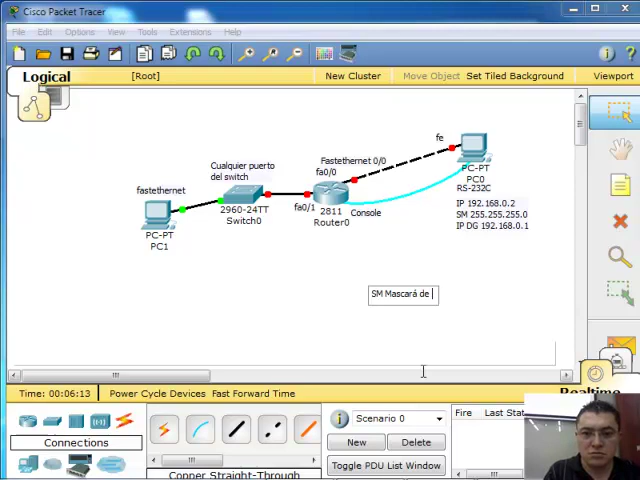 Cisco Packet Tracer
File Edit Options View Tools Extensions Help
Logical [Root] New Cluster Move Object Set Tiled Background Viewport
fe
Fastethernet 0/0
Cualquier puerto
del switch
fa0/0
PC-PT
PC0
RS-232C
fastethernet
fa0/1
2960-24TT
Switch0
2811
Router0
Console
IP 192.168.0.2
SM 255.255.255.0
IP DG 192.168.0.1
PC-PT
PC1
SM Mascará de
Time: 00:06:13 Power Cycle Devices Fast Forward Time
Realtime
Connections
Copper Straight-Through
Scenario 0
New Delete
Toggle PDU List Window
Fire Last Stat